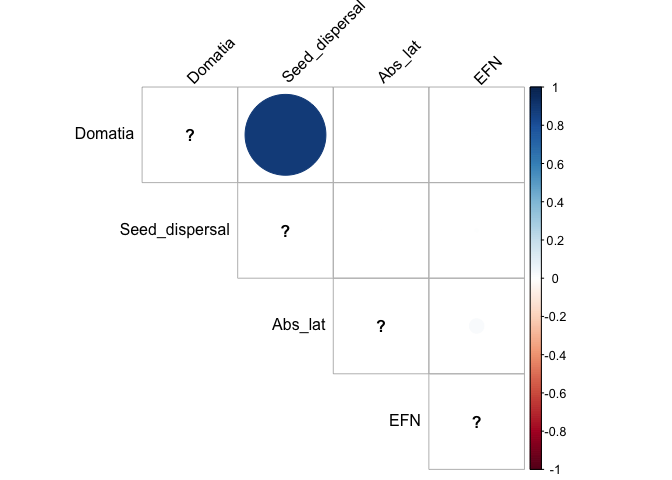 Domatia
Seed_dispersal
Abs_lat
EFN
Domatia
?
Seed_dispersal
?
Abs_lat
?
EFN
?
1
0.8
0.6
0.4
0.2
0
-0.2
-0.4
-0.6
-0.8
-1